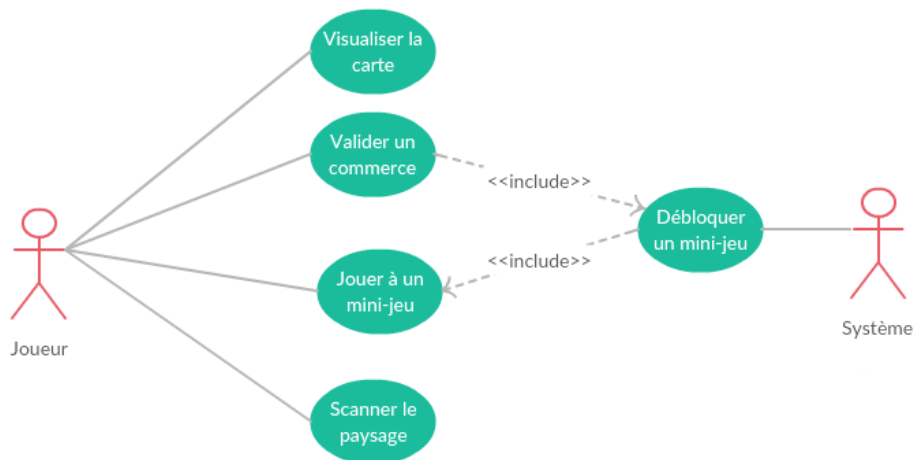 Visualiser la
carte
Valider un
commerce
<<include>>
Débloquer
un mini-jeu
<<include>>
Jouer à un
mini-jeu
Système
Joueur
Scanner le
paysage